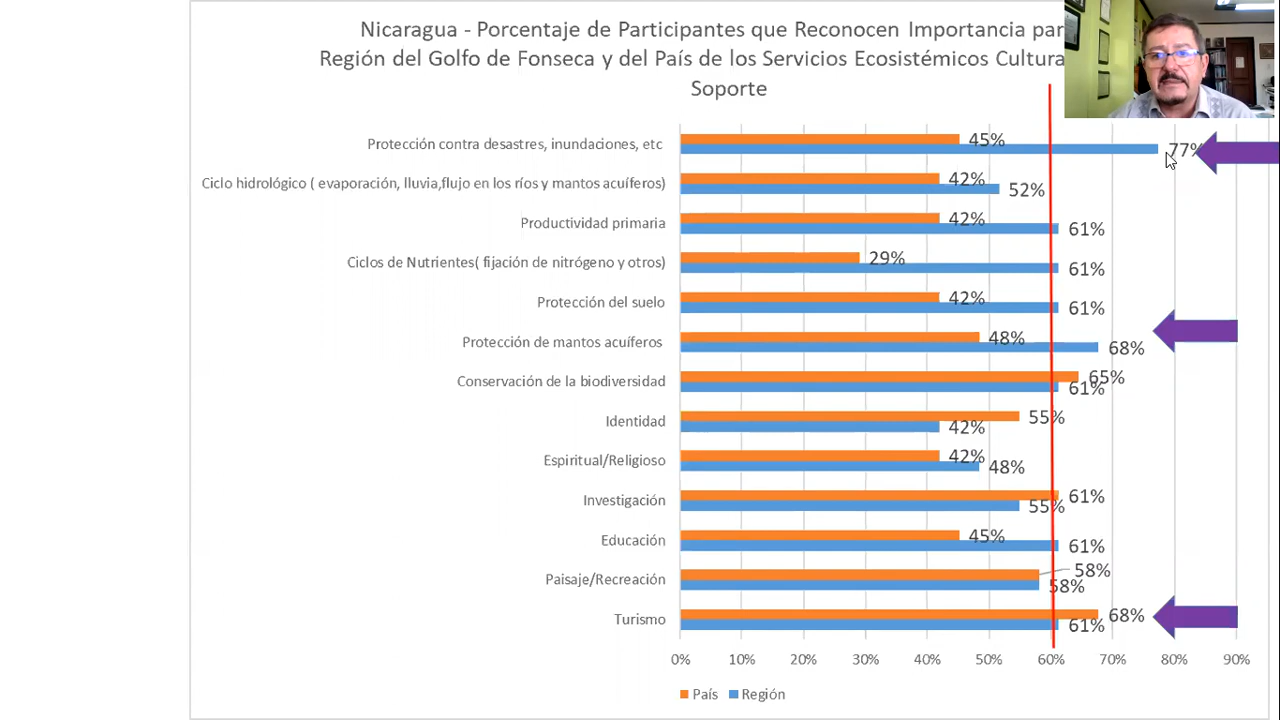 Nicaragua - Porcentaje de Participantes que Reconocen Importancia
Región del Golfo de Fonseca y del País de los Servicios Ecosistémicos
Soporte
Protección contra desastres, inundaciones, etc
45%
77%
Ciclo hidrológico ( evaporación, lluvia,flujo en los ríos y mantos acuíferos)
42%
52%
Productividad primaria
42%
61%
Ciclos de Nutrientes( fijación de nitrógeno y otros)
29%
61%
Protección del suelo
42%
61%
Protección de mantos acuíferos
48%
68%
Conservación de la biodiversidad
65%
61%
Identidad
55%
42%
Espiritual/Religioso
42%
48%
Investigación
61%
55%
Educación
45%
61%
Paisaje/Recreación
58%
58%
Turismo
68%
61%
0% 10% 20% 30% 40% 50% 60% 70% 80% 90%
País Región